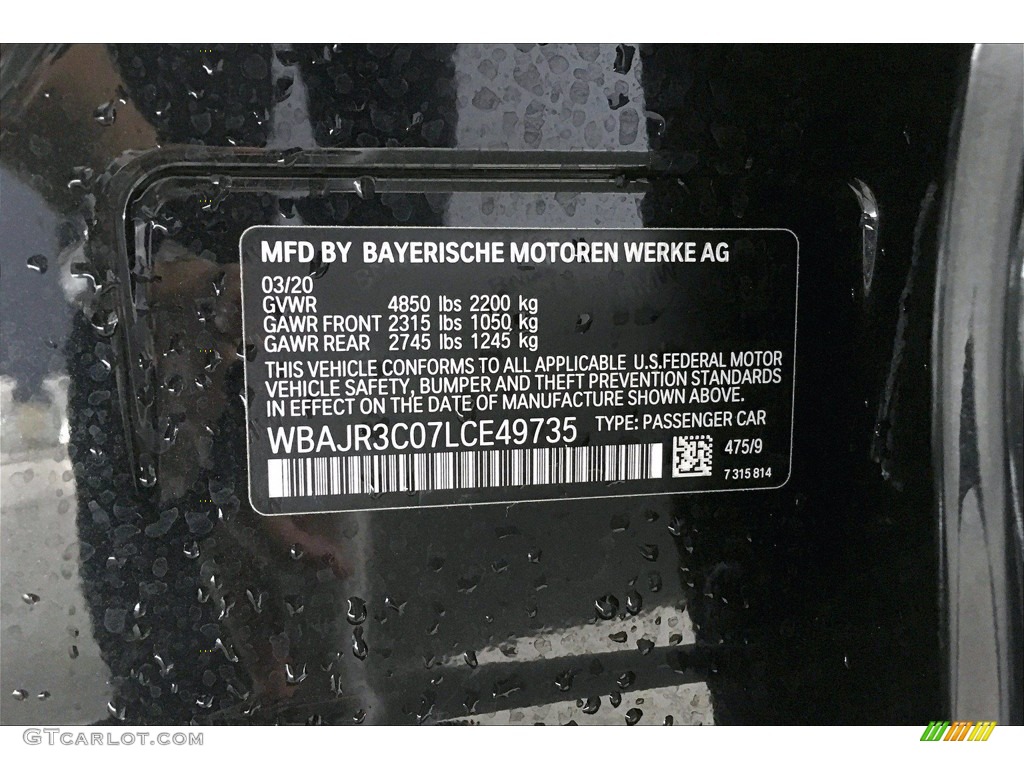 MFD BY BAYERISCHE MOTOREN WERKE AG
03/20
GVWR 4850 lbs 2200 kg
GAWR FRONT 2315 lbs 1050 kg
GAWR REAR 2745 lbs 1245 kg
THIS VEHICLE CONFORMS TO ALL APPLICABLE U.S.FEDERAL MOTOR
VEHICLE SAFETY, BUMPER AND THEFT PREVENTION STANDARDS
IN EFFECT ON THE DATE OF MANUFACTURE SHOWN ABOVE.
WBAJR3C07LCE49735 TYPE: PASSENGER CAR
475/9
7 315 814
GTcarlot.com